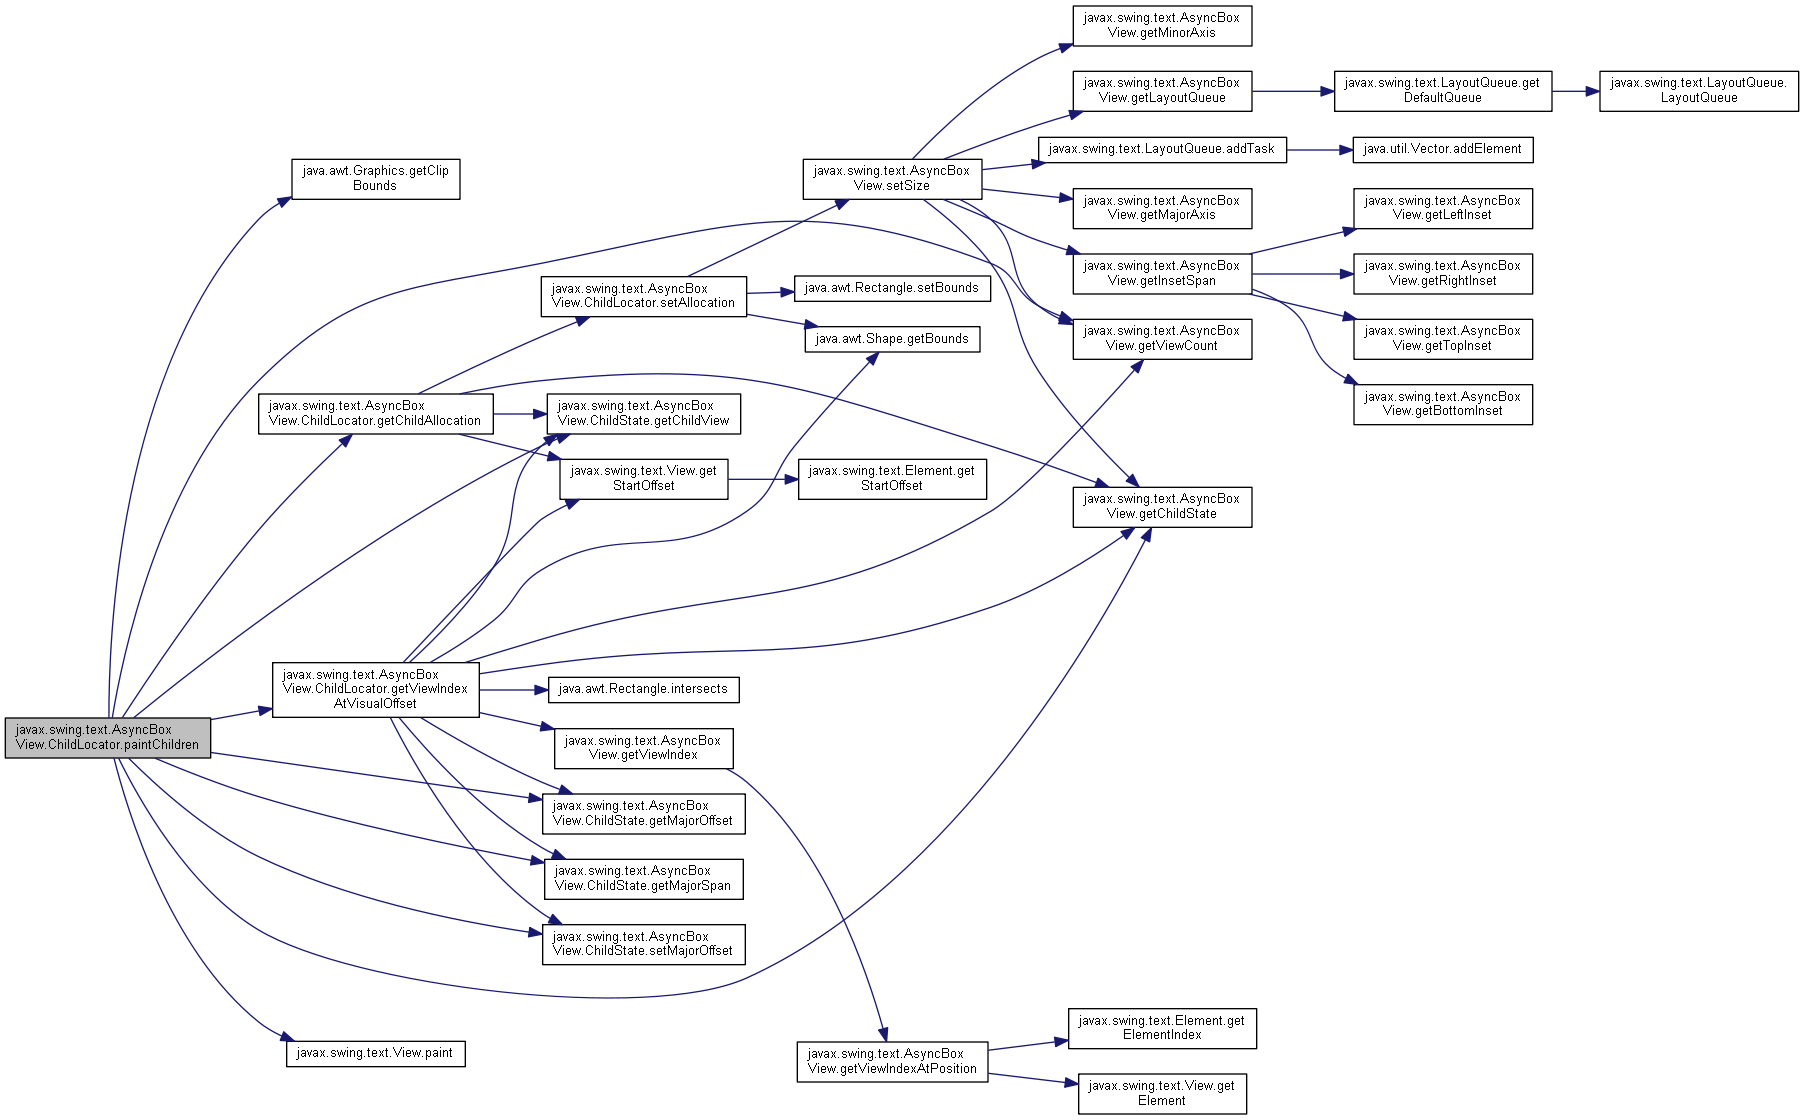 javax.swing.text.AsyncBox
View.getMinorAxis
javax.swing.text.AsyncBox
View.getLayoutQueue
javax.swing.text.LayoutQueue.get
DefaultQueue
javax.swing.text.LayoutQueue.
LayoutQueue
javax.swing.text.LayoutQueue.addTask
java.util.Vector.addElement
java.awt.Graphics.getClip
Bounds
javax.swing.text.AsyncBox
View.setSize
javax.swing.text.AsyncBox
View.getMajorAxis
javax.swing.text.AsyncBox
View.getLeftInset
javax.swing.text.AsyncBox
View.getInsetSpan
javax.swing.text.AsyncBox
View.getRightInset
javax.swing.text.AsyncBox
View.ChildLocator.setAllocation
java.awt.Rectangle.setBounds
java.awt.Shape.getBounds
javax.swing.text.AsyncBox
View.getViewCount
javax.swing.text.AsyncBox
View.getTopInset
javax.swing.text.AsyncBox
View.getBottomInset
javax.swing.text.AsyncBox
View.ChildLocator.getChildAllocation
javax.swing.text.AsyncBox
View.ChildState.getChildView
javax.swing.text.View.get
StartOffset
javax.swing.text.Element.get
StartOffset
javax.swing.text.AsyncBox
View.getChildState
javax.swing.text.AsyncBox
View.ChildLocator.getViewIndex
AtVisualOffset
java.awt.Rectangle.intersects
javax.swing.text.AsyncBox
View.ChildLocator.paintChildren
javax.swing.text.AsyncBox
View.getViewIndex
javax.swing.text.AsyncBox
View.ChildState.getMajorOffset
javax.swing.text.AsyncBox
View.ChildState.getMajorSpan
javax.swing.text.AsyncBox
View.ChildState.setMajorOffset
javax.swing.text.View.paint
javax.swing.text.AsyncBox
View.getViewIndexAtPosition
javax.swing.text.Element.get
ElementIndex
javax.swing.text.View.get
Element